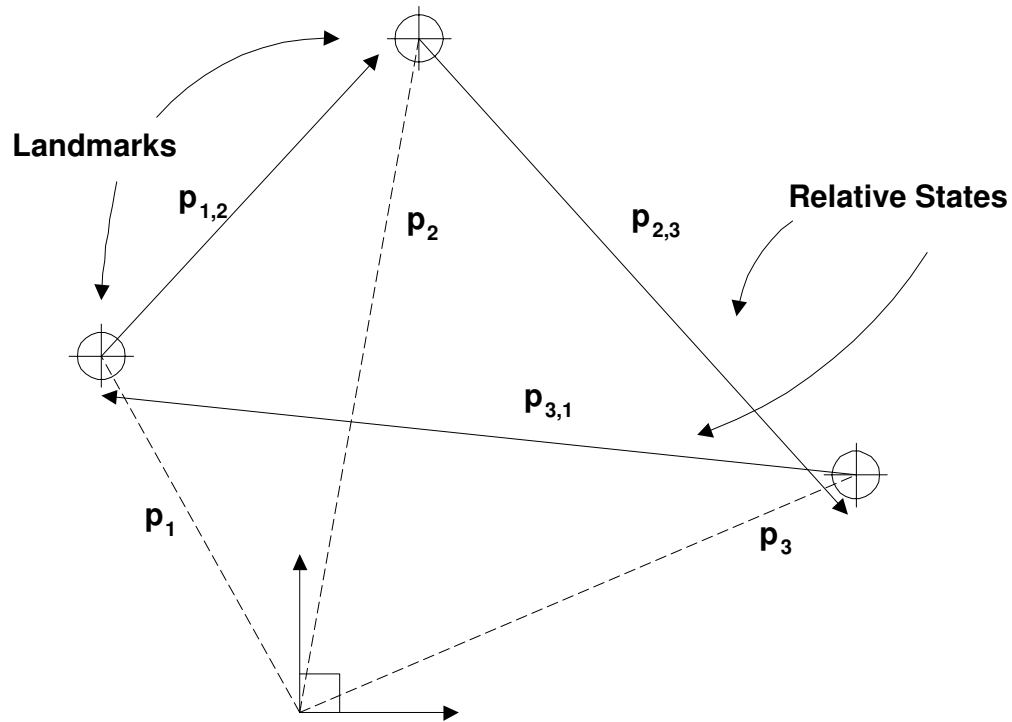 Landmarks
p1,2
p2
p2,3
Relative States
p3,1
p1
p3